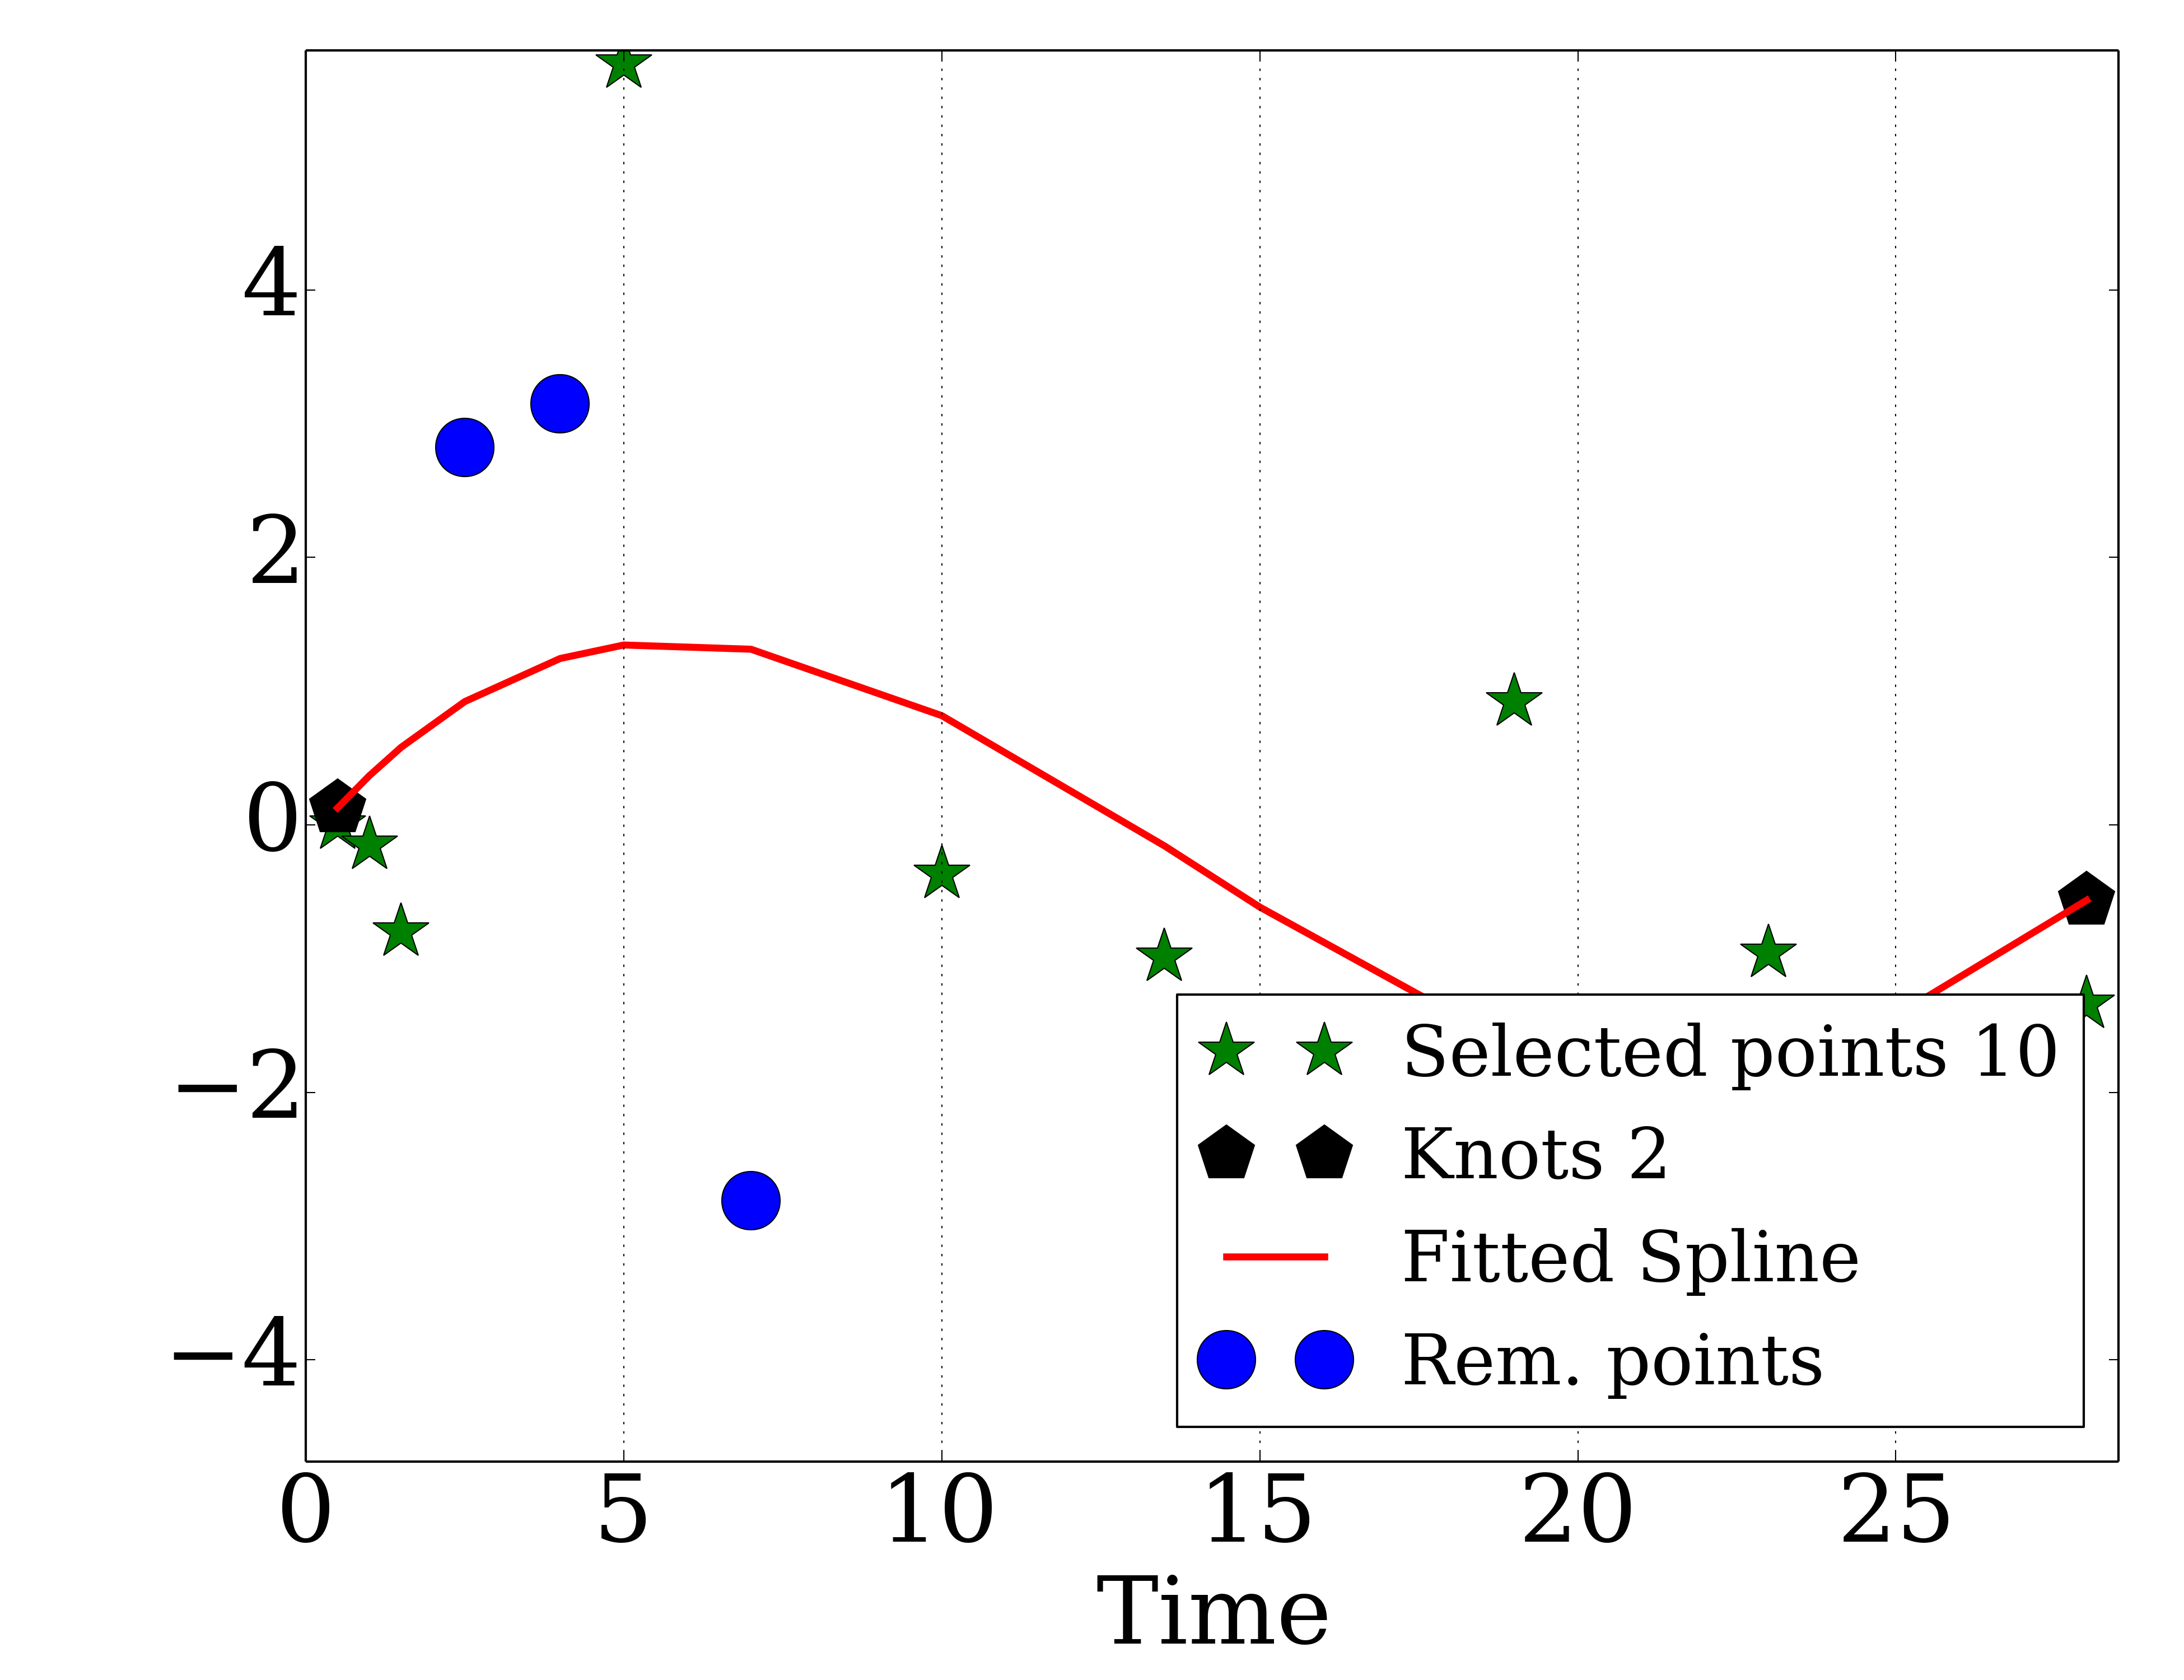 4
2
0
−2
−4
0 5 10 15 20 25
Time
Selected points 10
Knots 2
Fitted Spline
Rem. points